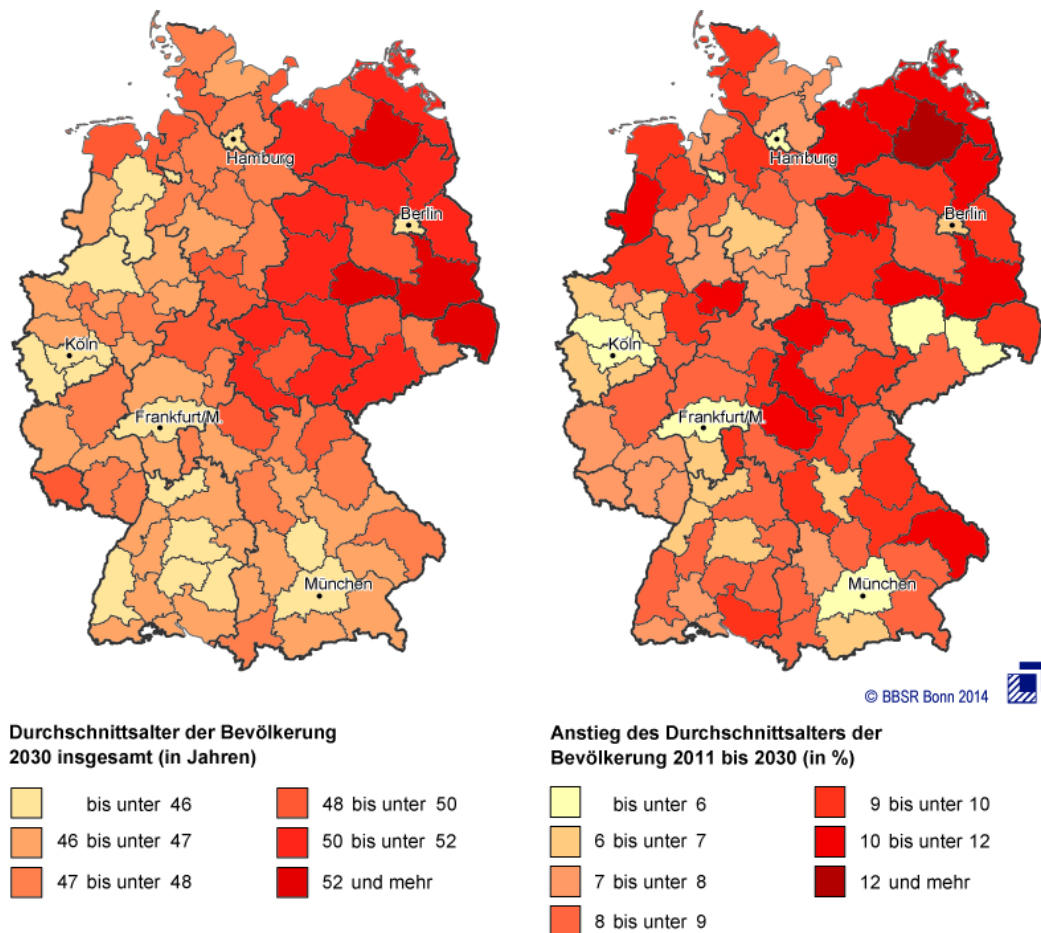 Hamburg
Berlin
Köln
Frankfurt/M.
München
Hamburg
Berlin
Köln
Frankfurt/M.
München
© BBSR Bonn 2014
Durchschnittsalter der Bevölkerung
2030 insgesamt (in Jahren)
bis unter 46
46 bis unter 47
47 bis unter 48
48 bis unter 50
50 bis unter 52
52 und mehr
Anstieg des Durchschnittsalters der
Bevölkerung 2011 bis 2030 (in %)
bis unter 6
6 bis unter 7
7 bis unter 8
8 bis unter 9
9 bis unter 10
10 bis unter 12
12 und mehr